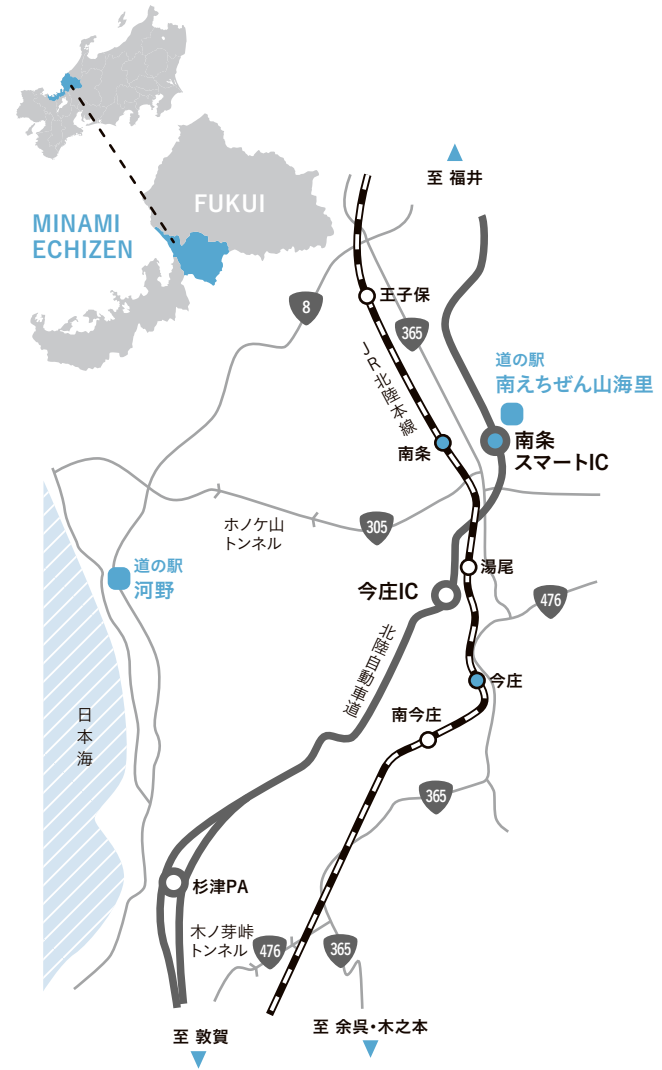 FUKUI
MINAMI
ECHIZEN
至 福井
王子保
8
365
JR北陸本線
道の駅
南えちぜん山海里
南条
南条
スマートIC
305
ホノケ山
トンネル
道の駅
河野
湯尾
今庄IC
476
北陸自動車道
今庄
日本海
南今庄
365
杉津PA
木ノ芽峠
トンネル
476
365
至 敦賀
至 余呉・木之本